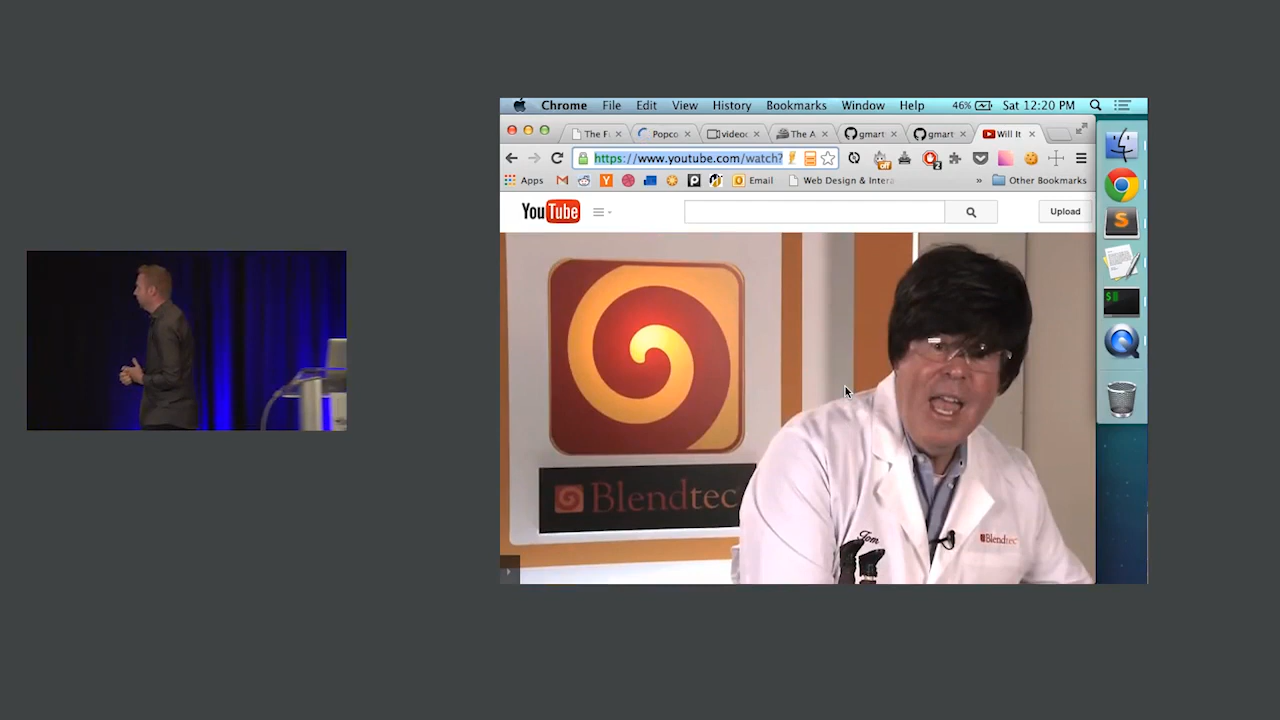 Chrome File Edit View History Bookmarks Window Help 46% Sat 12:20 PM
The Fi Popco videoc The A gmart gmart Will It
https://www.youtube.com/watch?
Apps Email Web Design & Intera » Other Bookmarks
YouTube Upload
Blendtec
Tom Blendtec